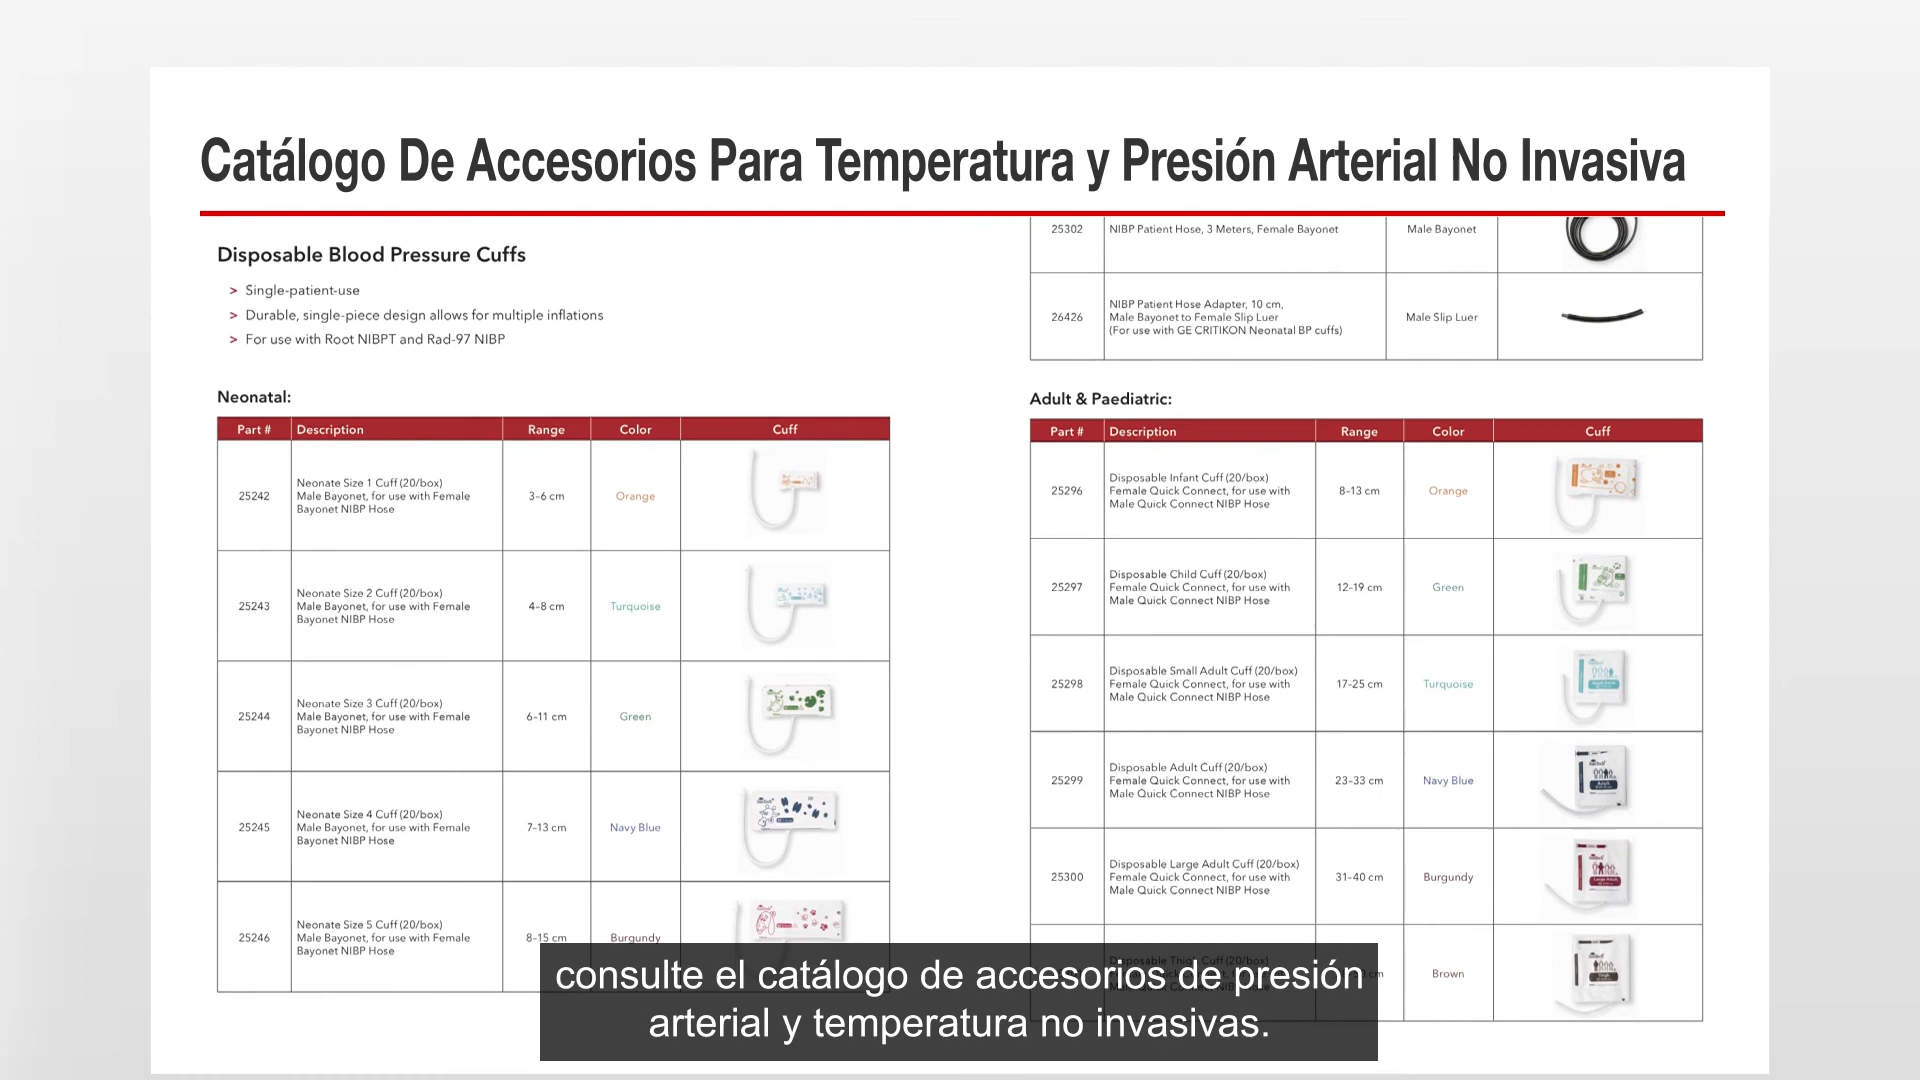 Catálogo De Accesorios Para Temperatura y Presión Arterial No Invasiva
Disposable Blood Pressure Cuffs
> Single-patient-use
> Durable, single-piece design allows for multiple inflations
> For use with Root NIBPT and Rad-97 NIBP
Neonatal:
Part # Description Range Color Cuff
25242 Neonate Size 1 Cuff (20/box) 3-6 cm Orange
Male Bayonet, for use with Female
Bayonet NIBP Hose
25243 Neonate Size 2 Cuff (20/box) 4-8 cm Turquoise
Male Bayonet, for use with Female
Bayonet NIBP Hose
25244 Neonate Size 3 Cuff (20/box) 6-11 cm Green
Male Bayonet, for use with Female
Bayonet NIBP Hose
25245 Neonate Size 4 Cuff (20/box) 7-13 cm Navy Blue
Male Bayonet, for use with Female
Bayonet NIBP Hose
25246 Neonate Size 5 Cuff (20/box) 8-15 cm Burgundy
Male Bayonet, for use with Female
Bayonet NIBP Hose
25302 NIBP Patient Hose, 3 Meters, Female Bayonet Male Bayonet
26426 NIBP Patient Hose Adapter, 10 cm, Male Slip Luer
Male Bayonet to Female Slip Luer
(For use with GE CRITIKON Neonatal BP cuffs)
Adult & Paediatric:
Part # Description Range Color Cuff
25296 Disposable Infant Cuff (20/box) 8-13 cm Orange
Female Quick Connect, for use with
Male Quick Connect NIBP Hose
25297 Disposable Child Cuff (20/box) 12-19 cm Green
Female Quick Connect, for use with
Male Quick Connect NIBP Hose
25298 Disposable Small Adult Cuff (20/box) 17-25 cm Turquoise
Female Quick Connect, for use with
Male Quick Connect NIBP Hose
25299 Disposable Adult Cuff (20/box) 23-33 cm Navy Blue
Female Quick Connect, for use with
Male Quick Connect NIBP Hose
25300 Disposable Large Adult Cuff (20/box) 31-40 cm Burgundy
Female Quick Connect, for use with
Male Quick Connect NIBP Hose
Disposable Thigh Cuff (20/box) Brown
consulte el catálogo de accesorios de presión
arterial y temperatura no invasivas.